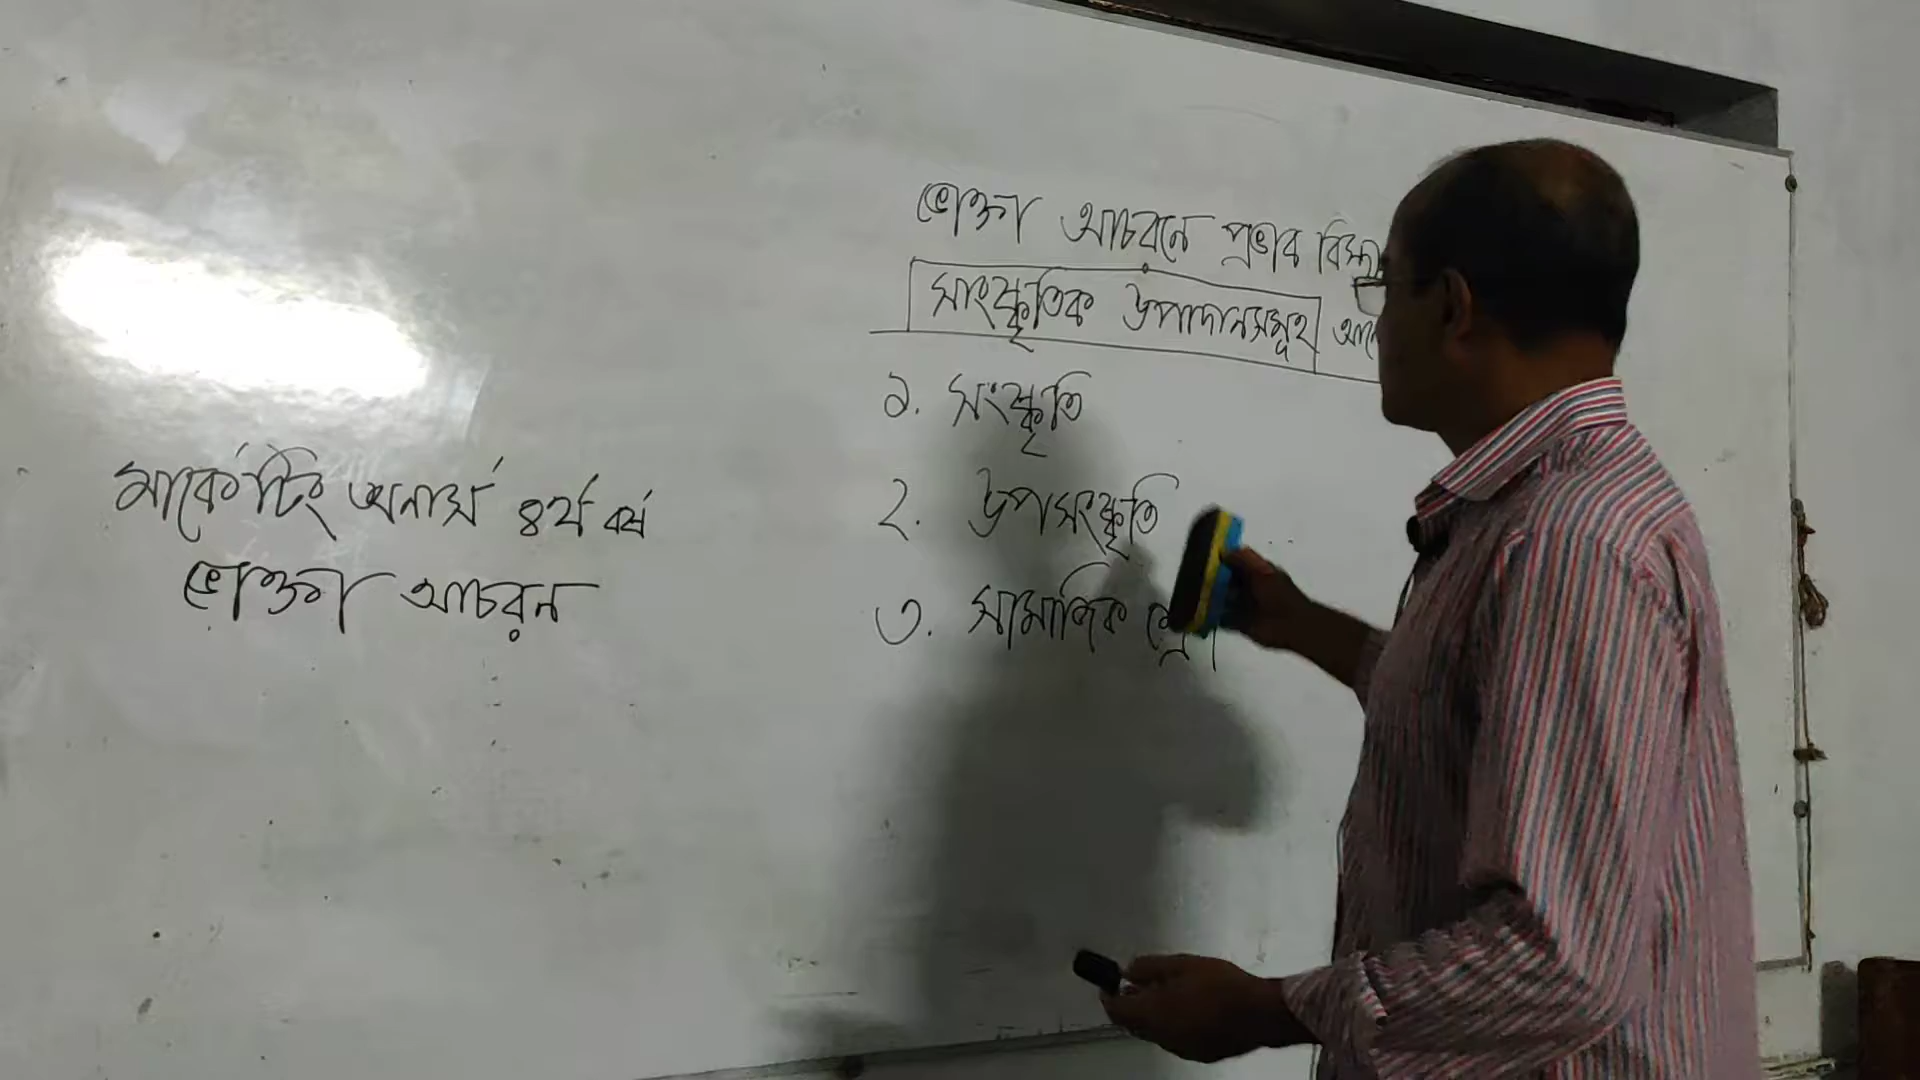 মার্কেটিং অনার্স ৪র্থ বর্ষ
ভোক্তা আচরন
ভোক্তা আচরনে প্রভাব
সাংস্কৃতিক উপাদানসমূহ
১. সংস্কৃতি
২. উপসংস্কৃতি
৩. সামাজিক